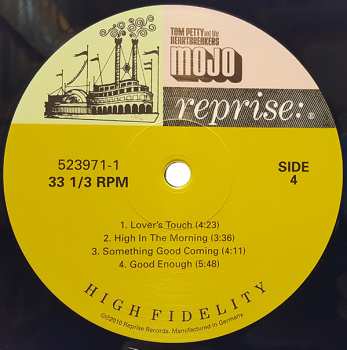 TOM PETTY and the
HEARTBREAKERS
MOJO
reprise:®
523971-1
33 1/3 RPM
SIDE
4
1. Lover's Touch (4:23)
2. High In The Morning (3:36)
3. Something Good Coming (4:11)
4. Good Enough (5:48)
HIGH FIDELITY
℗©2010 Reprise Records. Manufactured in Germany.